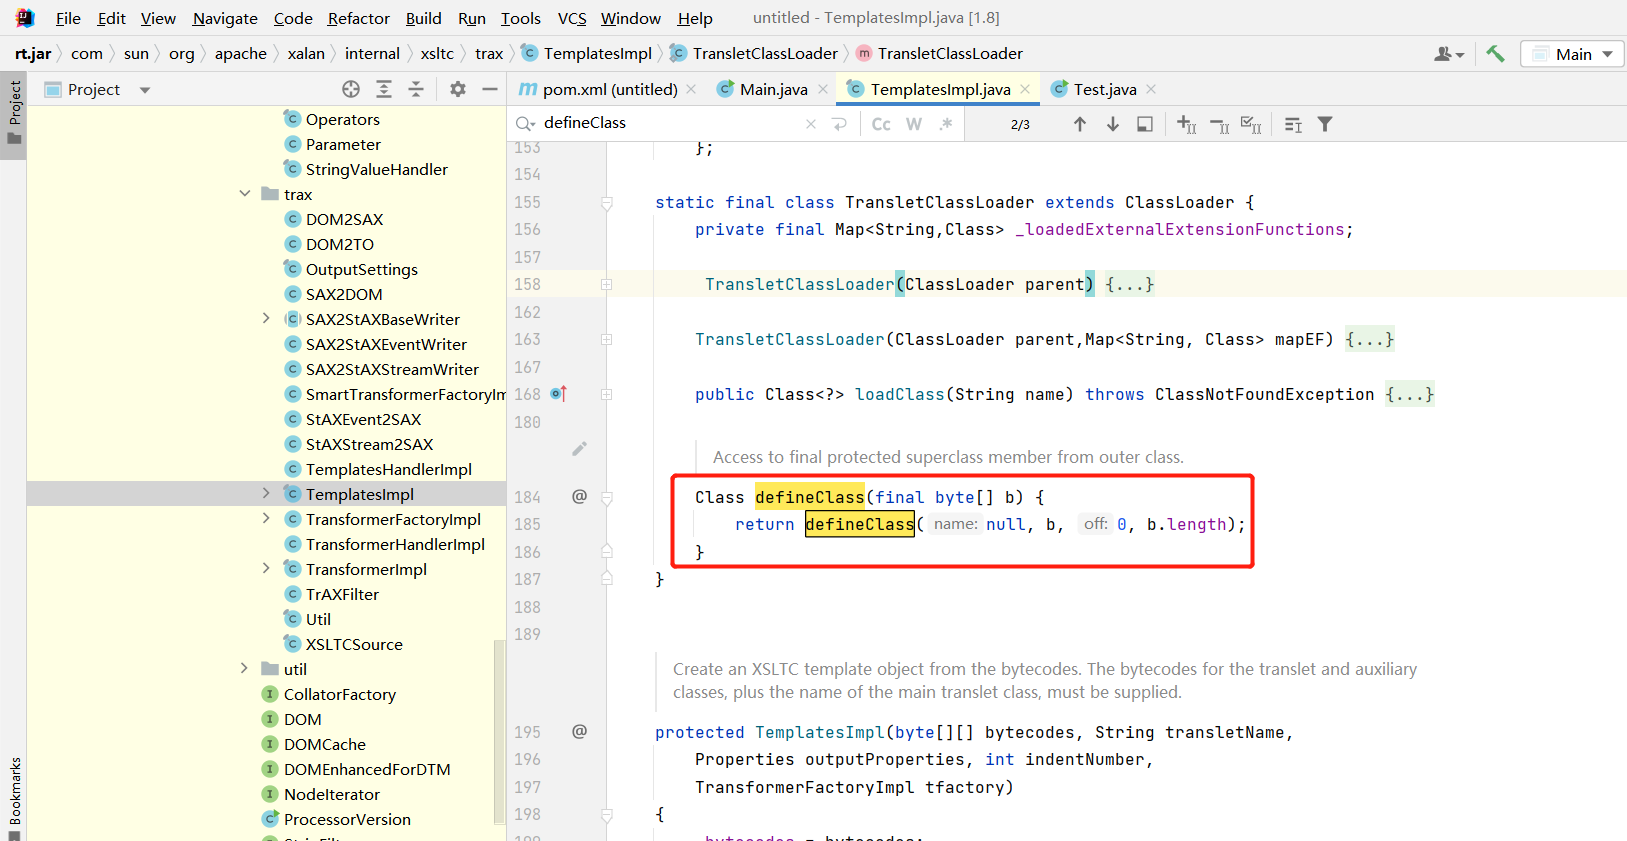 File Edit View Navigate Code Refactor Build Run Tools VCS Window Help untitled - TemplatesImpl.java [1.8]
rt.jar com sun org apache xalan internal xsltc trax TemplatesImpl TransletClassLoader TransletClassLoader Main
Project
Project
pom.xml (untitled) Main.java TemplatesImpl.java Test.java
defineClass Cc W .* 2/3
Operators
Parameter
StringValueHandler
trax
DOM2SAX
DOM2TO
OutputSettings
SAX2DOM
SAX2StAXBaseWriter
SAX2StAXEventWriter
SAX2StAXStreamWriter
SmartTransformerFactoryIm
StAXEvent2SAX
StAXStream2SAX
TemplatesHandlerImpl
TemplatesImpl
TransformerFactoryImpl
TransformerHandlerImpl
TransformerImpl
TrAXFilter
Util
XSLTCSource
util
CollatorFactory
DOM
DOMCache
DOMEnhancedForDTM
NodeIterator
ProcessorVersion
Bookmarks
153 };
154
155 static final class TransletClassLoader extends ClassLoader {
156 private final Map<String,Class> _loadedExternalExtensionFunctions;
157
158 TransletClassLoader(ClassLoader parent) {...}
162
163 TransletClassLoader(ClassLoader parent,Map<String, Class> mapEF) {...}
167
168 public Class<?> loadClass(String name) throws ClassNotFoundException {...}
180
Access to final protected superclass member from outer class.
184 @ Class defineClass(final byte[] b) {
185 return defineClass( name: null, b, off: 0, b.length);
186 }
187 }
188
189
Create an XSLTC template object from the bytecodes. The bytecodes for the translet and auxiliary
classes, plus the name of the main translet class, must be supplied.
195 @ protected TemplatesImpl(byte[][] bytecodes, String transletName,
196 Properties outputProperties, int indentNumber,
197 TransformerFactoryImpl tfactory)
198 {
_bytecodes = bytecodes;